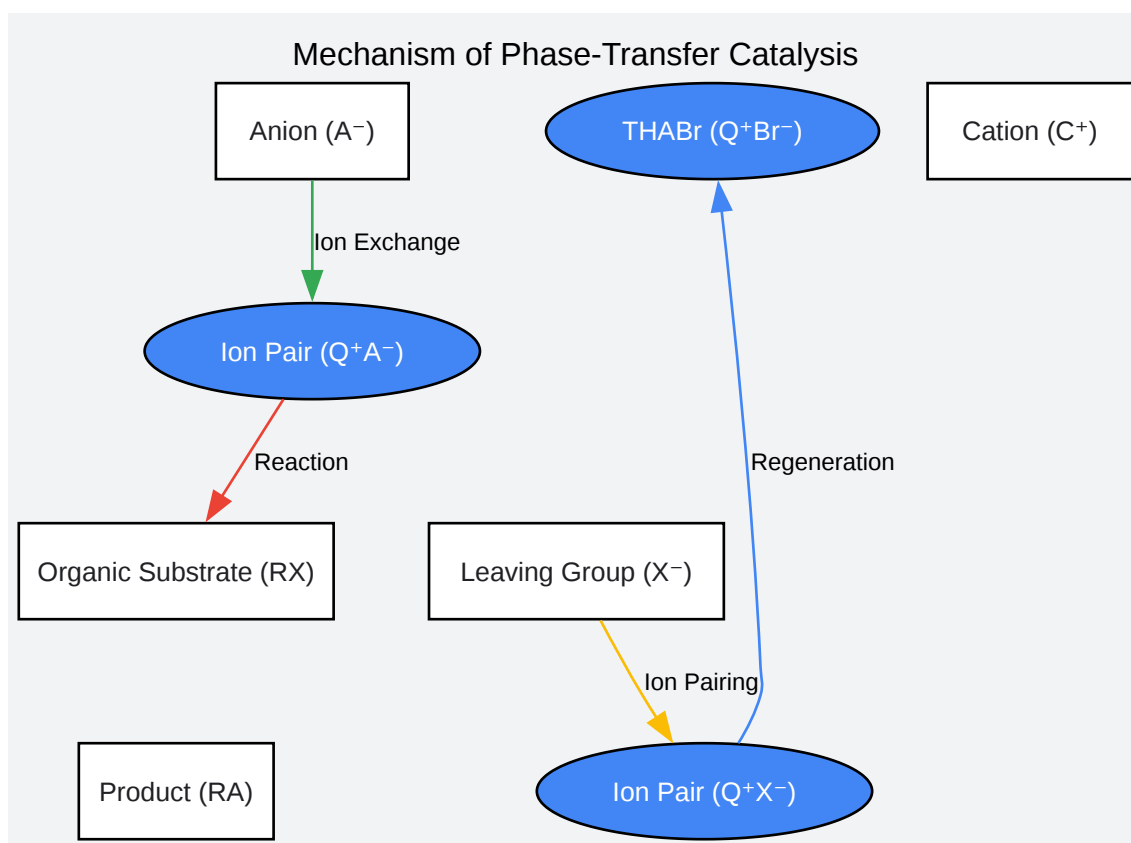 Mechanism of Phase-Transfer Catalysis
Anion (A⁻)
THABr (Q⁺Br⁻)
Cation (C⁺)
Ion Exchange
Ion Pair (Q⁺A⁻)
Reaction
Regeneration
Organic Substrate (RX)
Leaving Group (X⁻)
Ion Pairing
Product (RA)
Ion Pair (Q⁺X⁻)